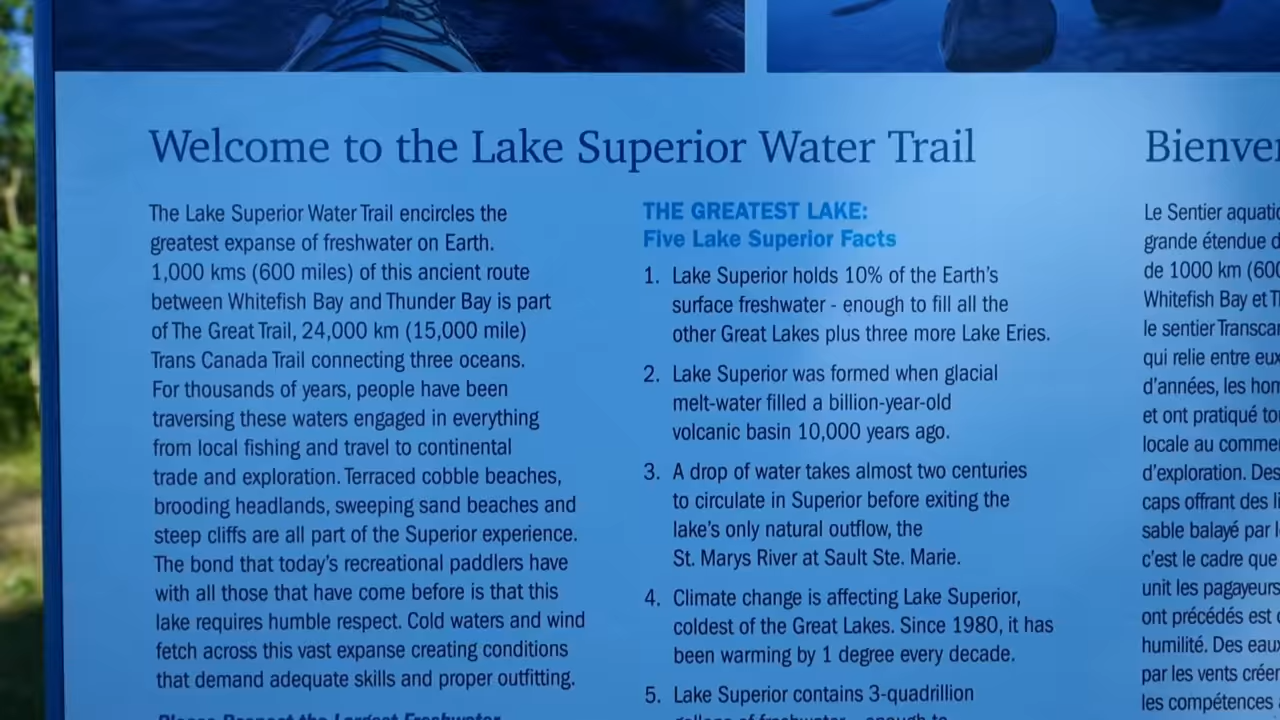 Welcome to the Lake Superior Water Trail
The Lake Superior Water Trail encircles the
greatest expanse of freshwater on Earth.
1,000 kms (600 miles) of this ancient route
between Whitefish Bay and Thunder Bay is part
of The Great Trail, 24,000 km (15,000 mile)
Trans Canada Trail connecting three oceans.
For thousands of years, people have been
traversing these waters engaged in everything
from local fishing and travel to continental
trade and exploration. Terraced cobble beaches,
brooding headlands, sweeping sand beaches and
steep cliffs are all part of the Superior experience.
The bond that today's recreational paddlers have
with all those that have come before is that this
lake requires humble respect. Cold waters and wind
fetch across this vast expanse creating conditions
that demand adequate skills and proper outfitting.
Please Respect the Largest Freshwater
THE GREATEST LAKE:
Five Lake Superior Facts
1. Lake Superior holds 10% of the Earth's
surface freshwater - enough to fill all the
other Great Lakes plus three more Lake Eries.
2. Lake Superior was formed when glacial
melt-water filled a billion-year-old
volcanic basin 10,000 years ago.
3. A drop of water takes almost two centuries
to circulate in Superior before exiting the
lake's only natural outflow, the
St. Marys River at Sault Ste. Marie.
4. Climate change is affecting Lake Superior,
coldest of the Great Lakes. Since 1980, it has
been warming by 1 degree every decade.
5. Lake Superior contains 3-quadrillion
gallons of freshwater – enough to
Bienve
Le Sentier aquati
grande étendue d
de 1000 km (600
Whitefish Bay et T
le sentier Transca
qui relie entre eux
d'années, les hom
et ont pratiqué to
locale au comme
d'exploration. Des
caps offrant des l
sable balayé par l
c'est le cadre que
unit les pagayeurs
ont précédés est
humilité. Des eau
par les vents crée
les compétences